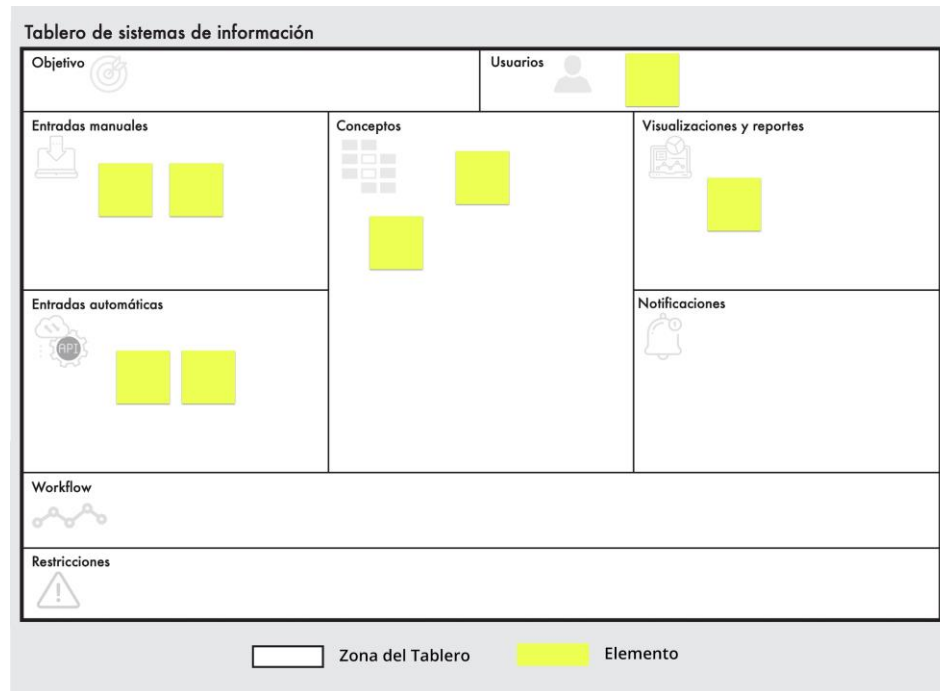 Tablero de sistemas de información
Objetivo
Usuarios
Entradas manuales
Conceptos
Visualizaciones y reportes
Entradas automáticas
API
Notificaciones
Workflow
Restricciones
Zona del Tablero
Elemento